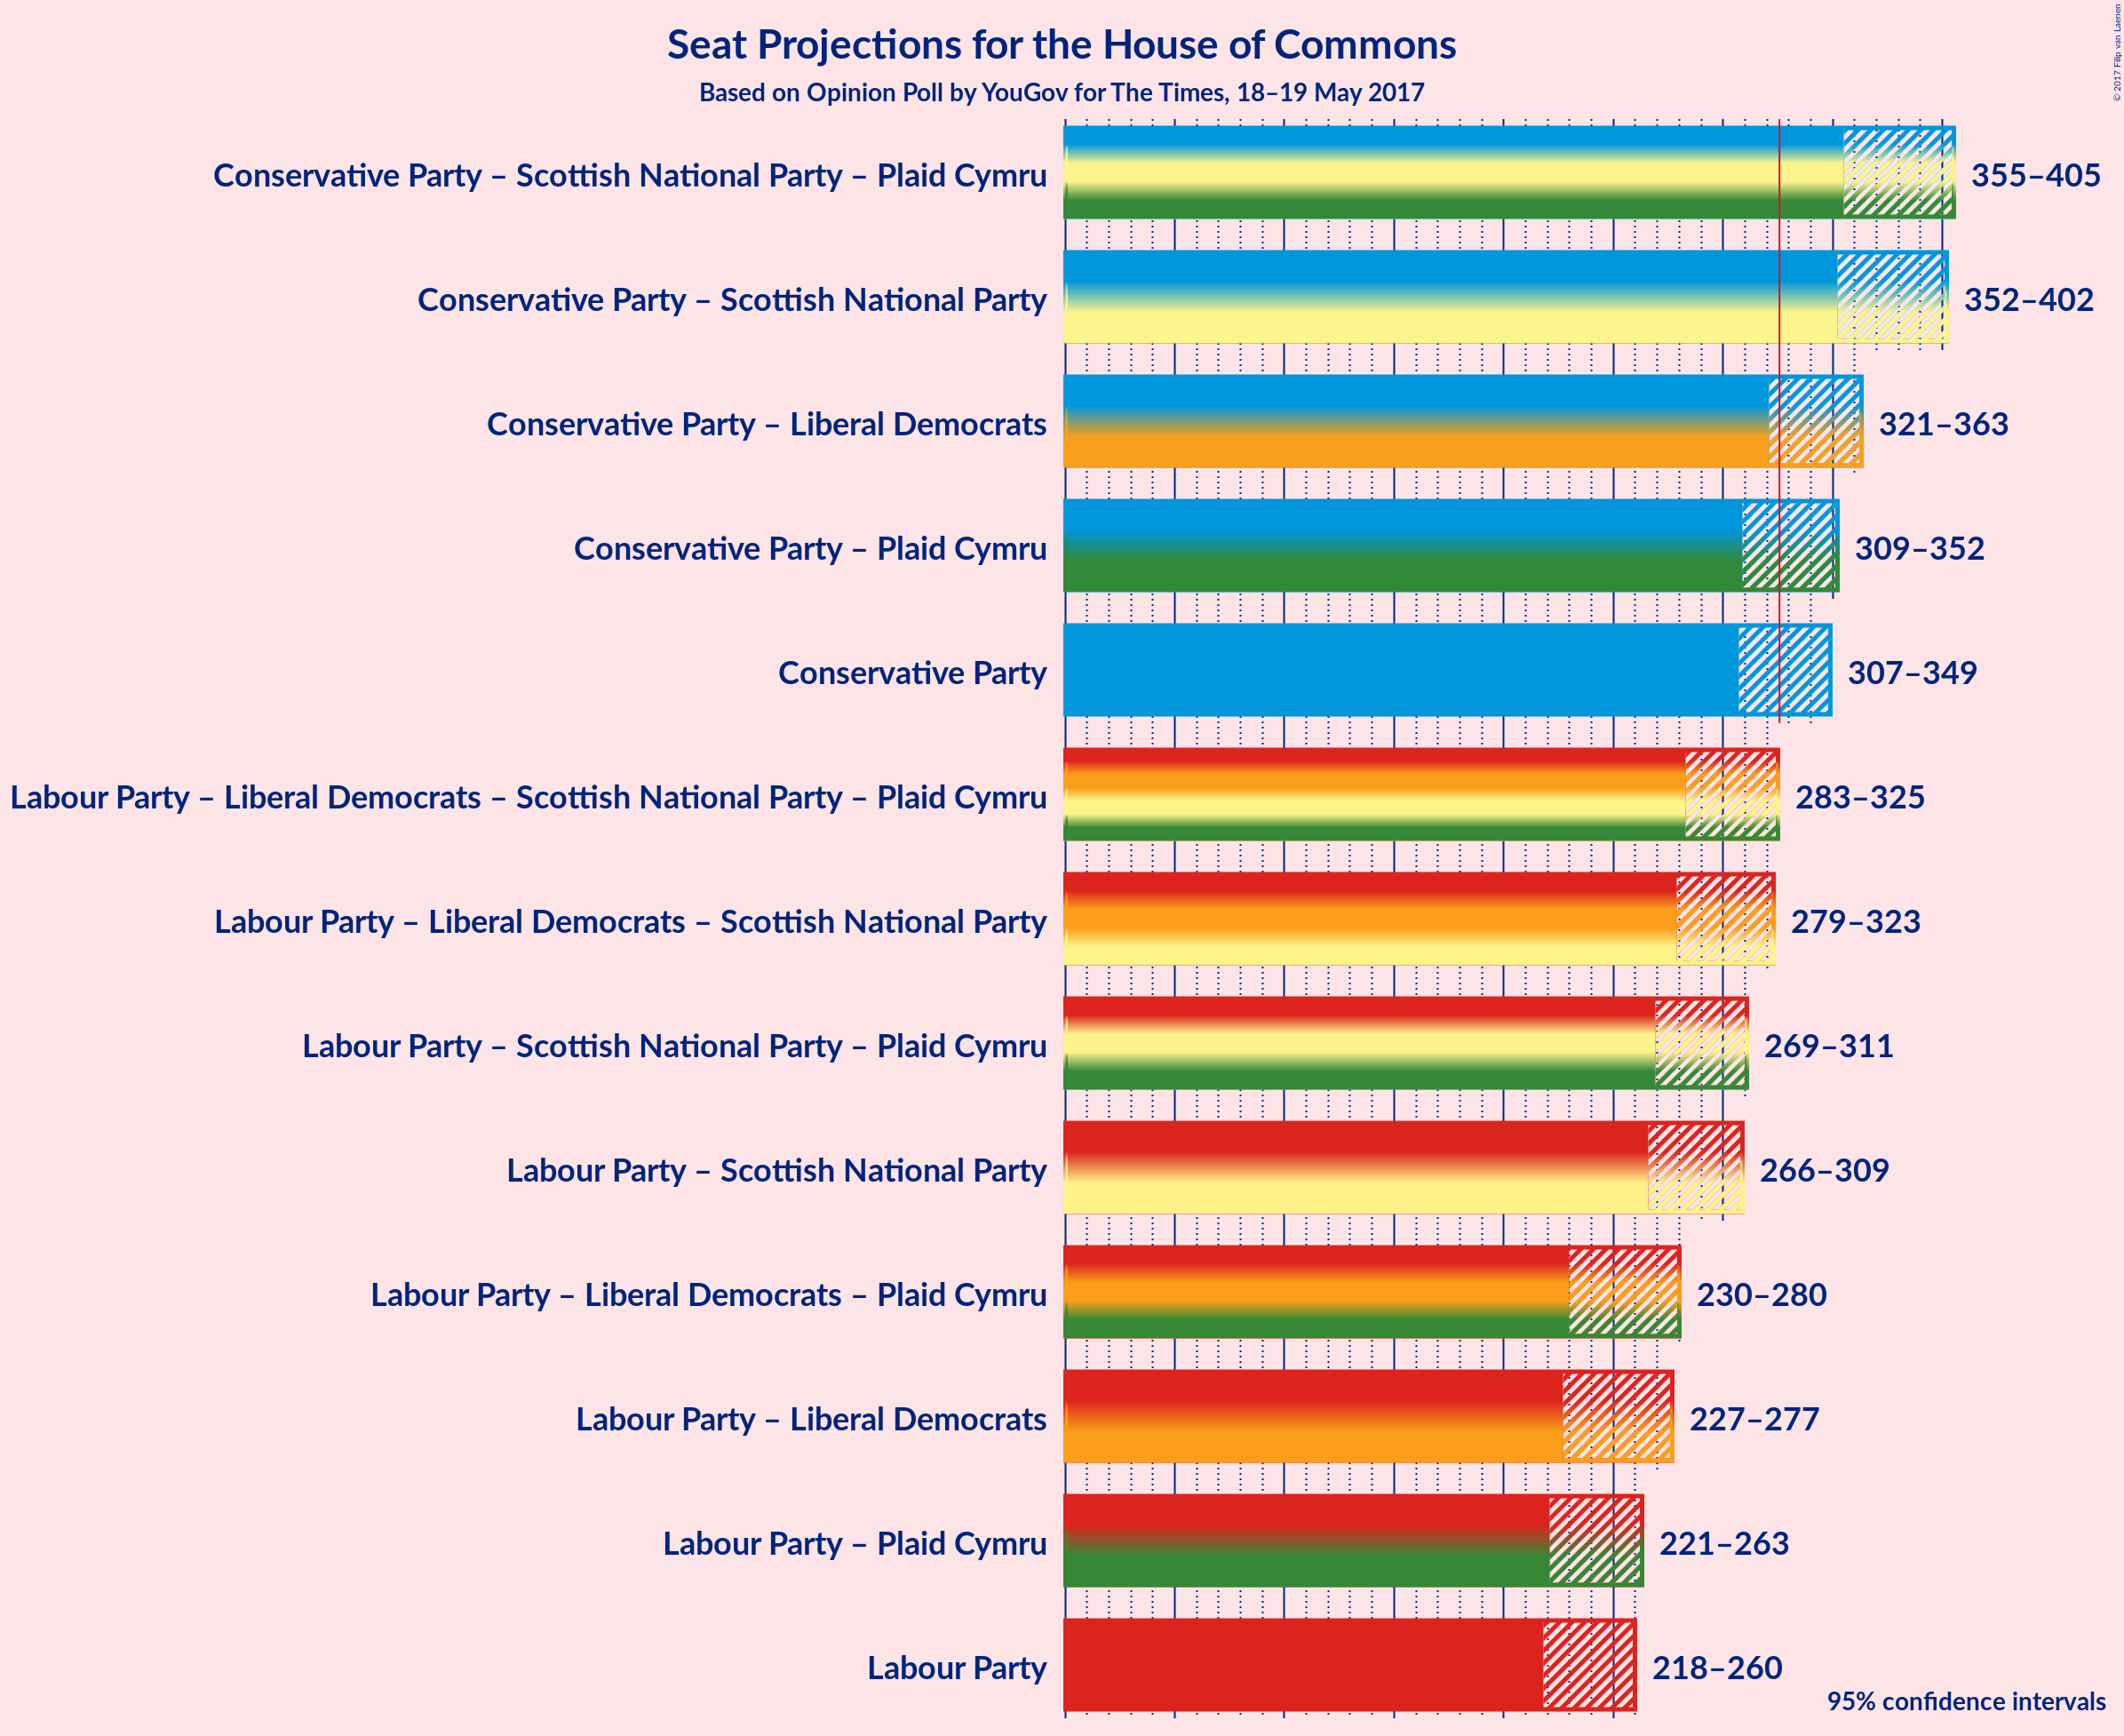 Seat Projections for the House of Commons
Based on Opinion Poll by YouGov for The Times, 18–19 May 2017
© 2017 Filip van Laenen
Conservative Party – Scottish National Party – Plaid Cymru 355–405
Conservative Party – Scottish National Party 352–402
Conservative Party – Liberal Democrats 321–363
Conservative Party – Plaid Cymru 309–352
Conservative Party 307–349
Labour Party – Liberal Democrats – Scottish National Party – Plaid Cymru 283–325
Labour Party – Liberal Democrats – Scottish National Party 279–323
Labour Party – Scottish National Party – Plaid Cymru 269–311
Labour Party – Scottish National Party 266–309
Labour Party – Liberal Democrats – Plaid Cymru 230–280
Labour Party – Liberal Democrats 227–277
Labour Party – Plaid Cymru 221–263
Labour Party 218–260
95% confidence intervals